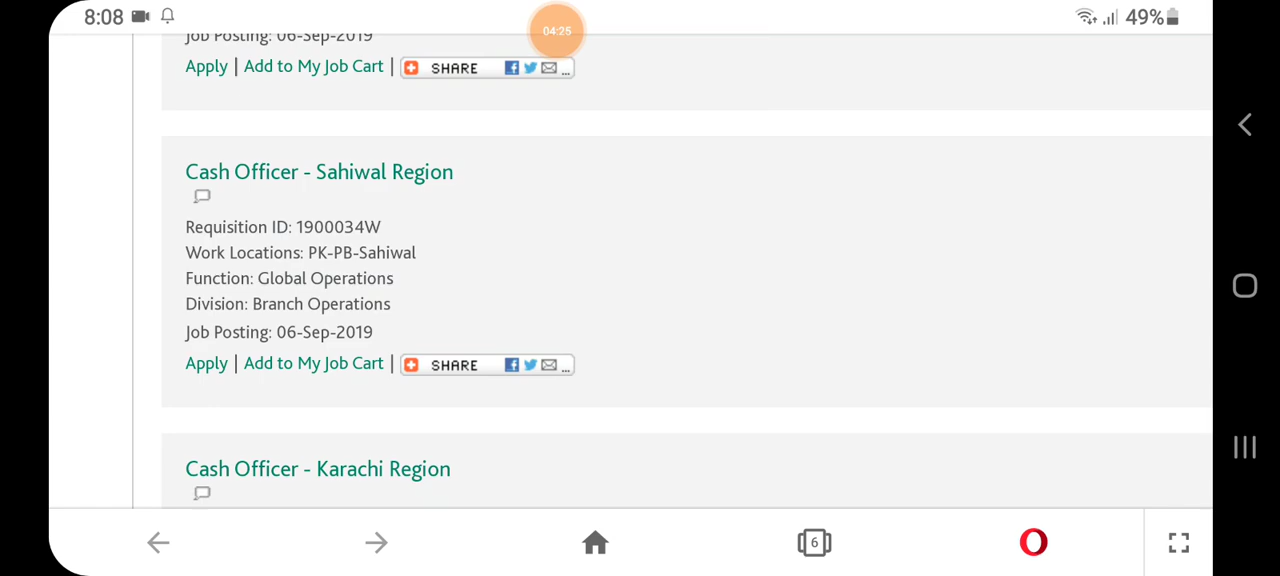 8:08
04:25
49%
Job Posting: 06-Sep-2019
Apply | Add to My Job Cart | SHARE ...
Cash Officer - Sahiwal Region
Requisition ID: 1900034W
Work Locations: PK-PB-Sahiwal
Function: Global Operations
Division: Branch Operations
Job Posting: 06-Sep-2019
Apply | Add to My Job Cart | SHARE ...
Cash Officer - Karachi Region
6